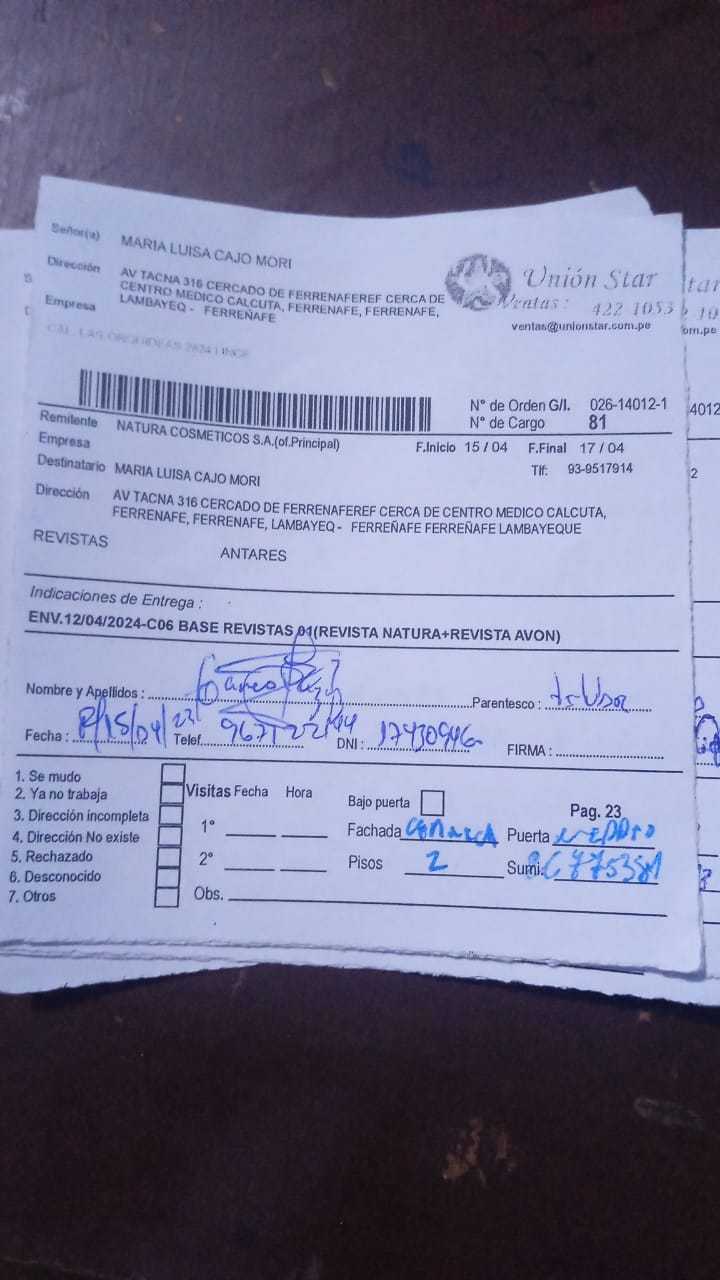 Señor(a) MARIA LUISA CAJO MORI
Dirección AV TACNA 316 CERCADO DE FERRENAFEREF CERCA DE
CENTRO MEDICO CALCUTA, FERRENAFE, FERRENAFE,
Empresa LAMBAYEQ - FERREÑAFE
CAL. LAS ORQUIDEAS 2624 LINCE
Unión Star
Ventas: 422 1053
ventas@unionstar.com.pe
N° de Orden G/I. 026-14012-1
N° de Cargo 81
Remitente NATURA COSMETICOS S.A.(of.Principal)
Empresa
F.Inicio 15 / 04 F.Final 17 / 04
Destinatario MARIA LUISA CAJO MORI
Tlf: 93-9517914
Dirección AV TACNA 316 CERCADO DE FERRENAFEREF CERCA DE CENTRO MEDICO CALCUTA,
FERRENAFE, FERRENAFE, LAMBAYEQ - FERREÑAFE FERREÑAFE LAMBAYEQUE
REVISTAS ANTARES
Indicaciones de Entrega :
ENV.12/04/2024-C06 BASE REVISTAS 01(REVISTA NATURA+REVISTA AVON)
Nombre y Apellidos : Parentesco :
Fecha : Telef. DNI : 17430946 FIRMA :
1. Se mudo
2. Ya no trabaja
3. Dirección incompleta
4. Dirección No existe
5. Rechazado
6. Desconocido
7. Otros
Visitas Fecha Hora
1°
2°
Obs.
Bajo puerta Pag. 23
Fachada Puerta
Pisos 2 Sumi.